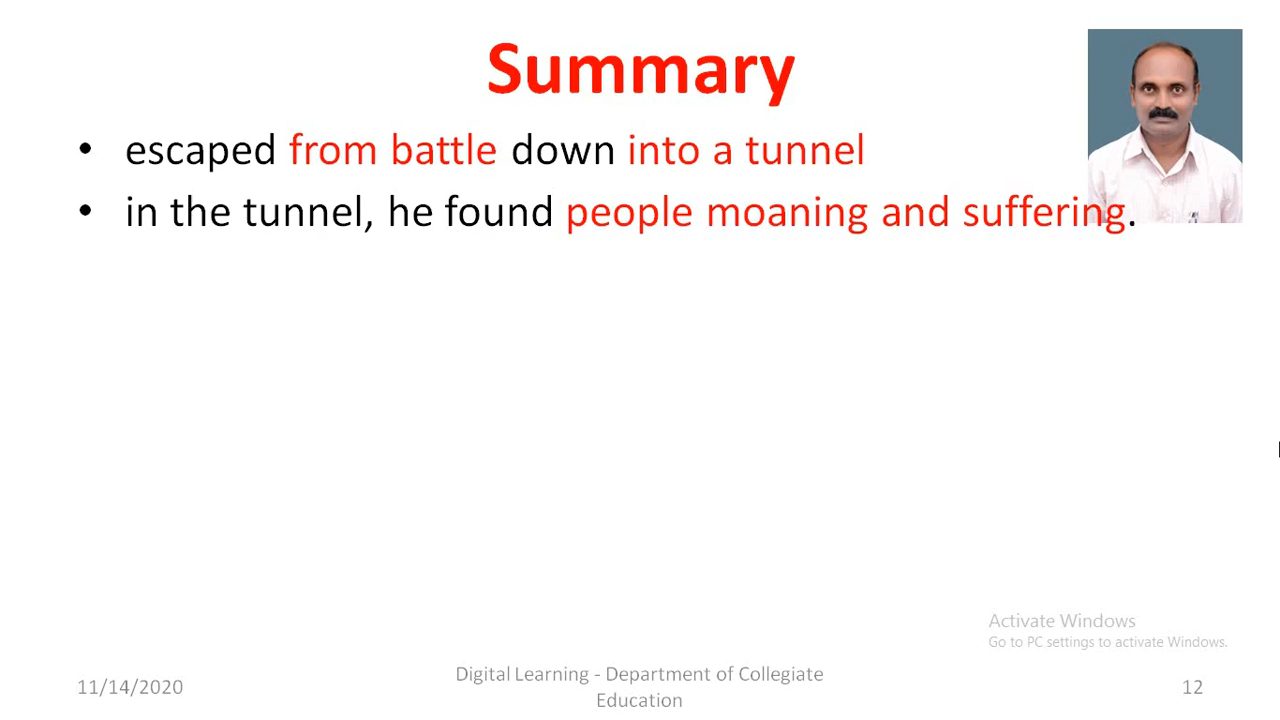 Summary
• escaped from battle down into a tunnel
• in the tunnel, he found people moaning and suffering.
Activate Windows
Go to PC settings to activate Windows.
11/14/2020
Digital Learning - Department of Collegiate
Education
12